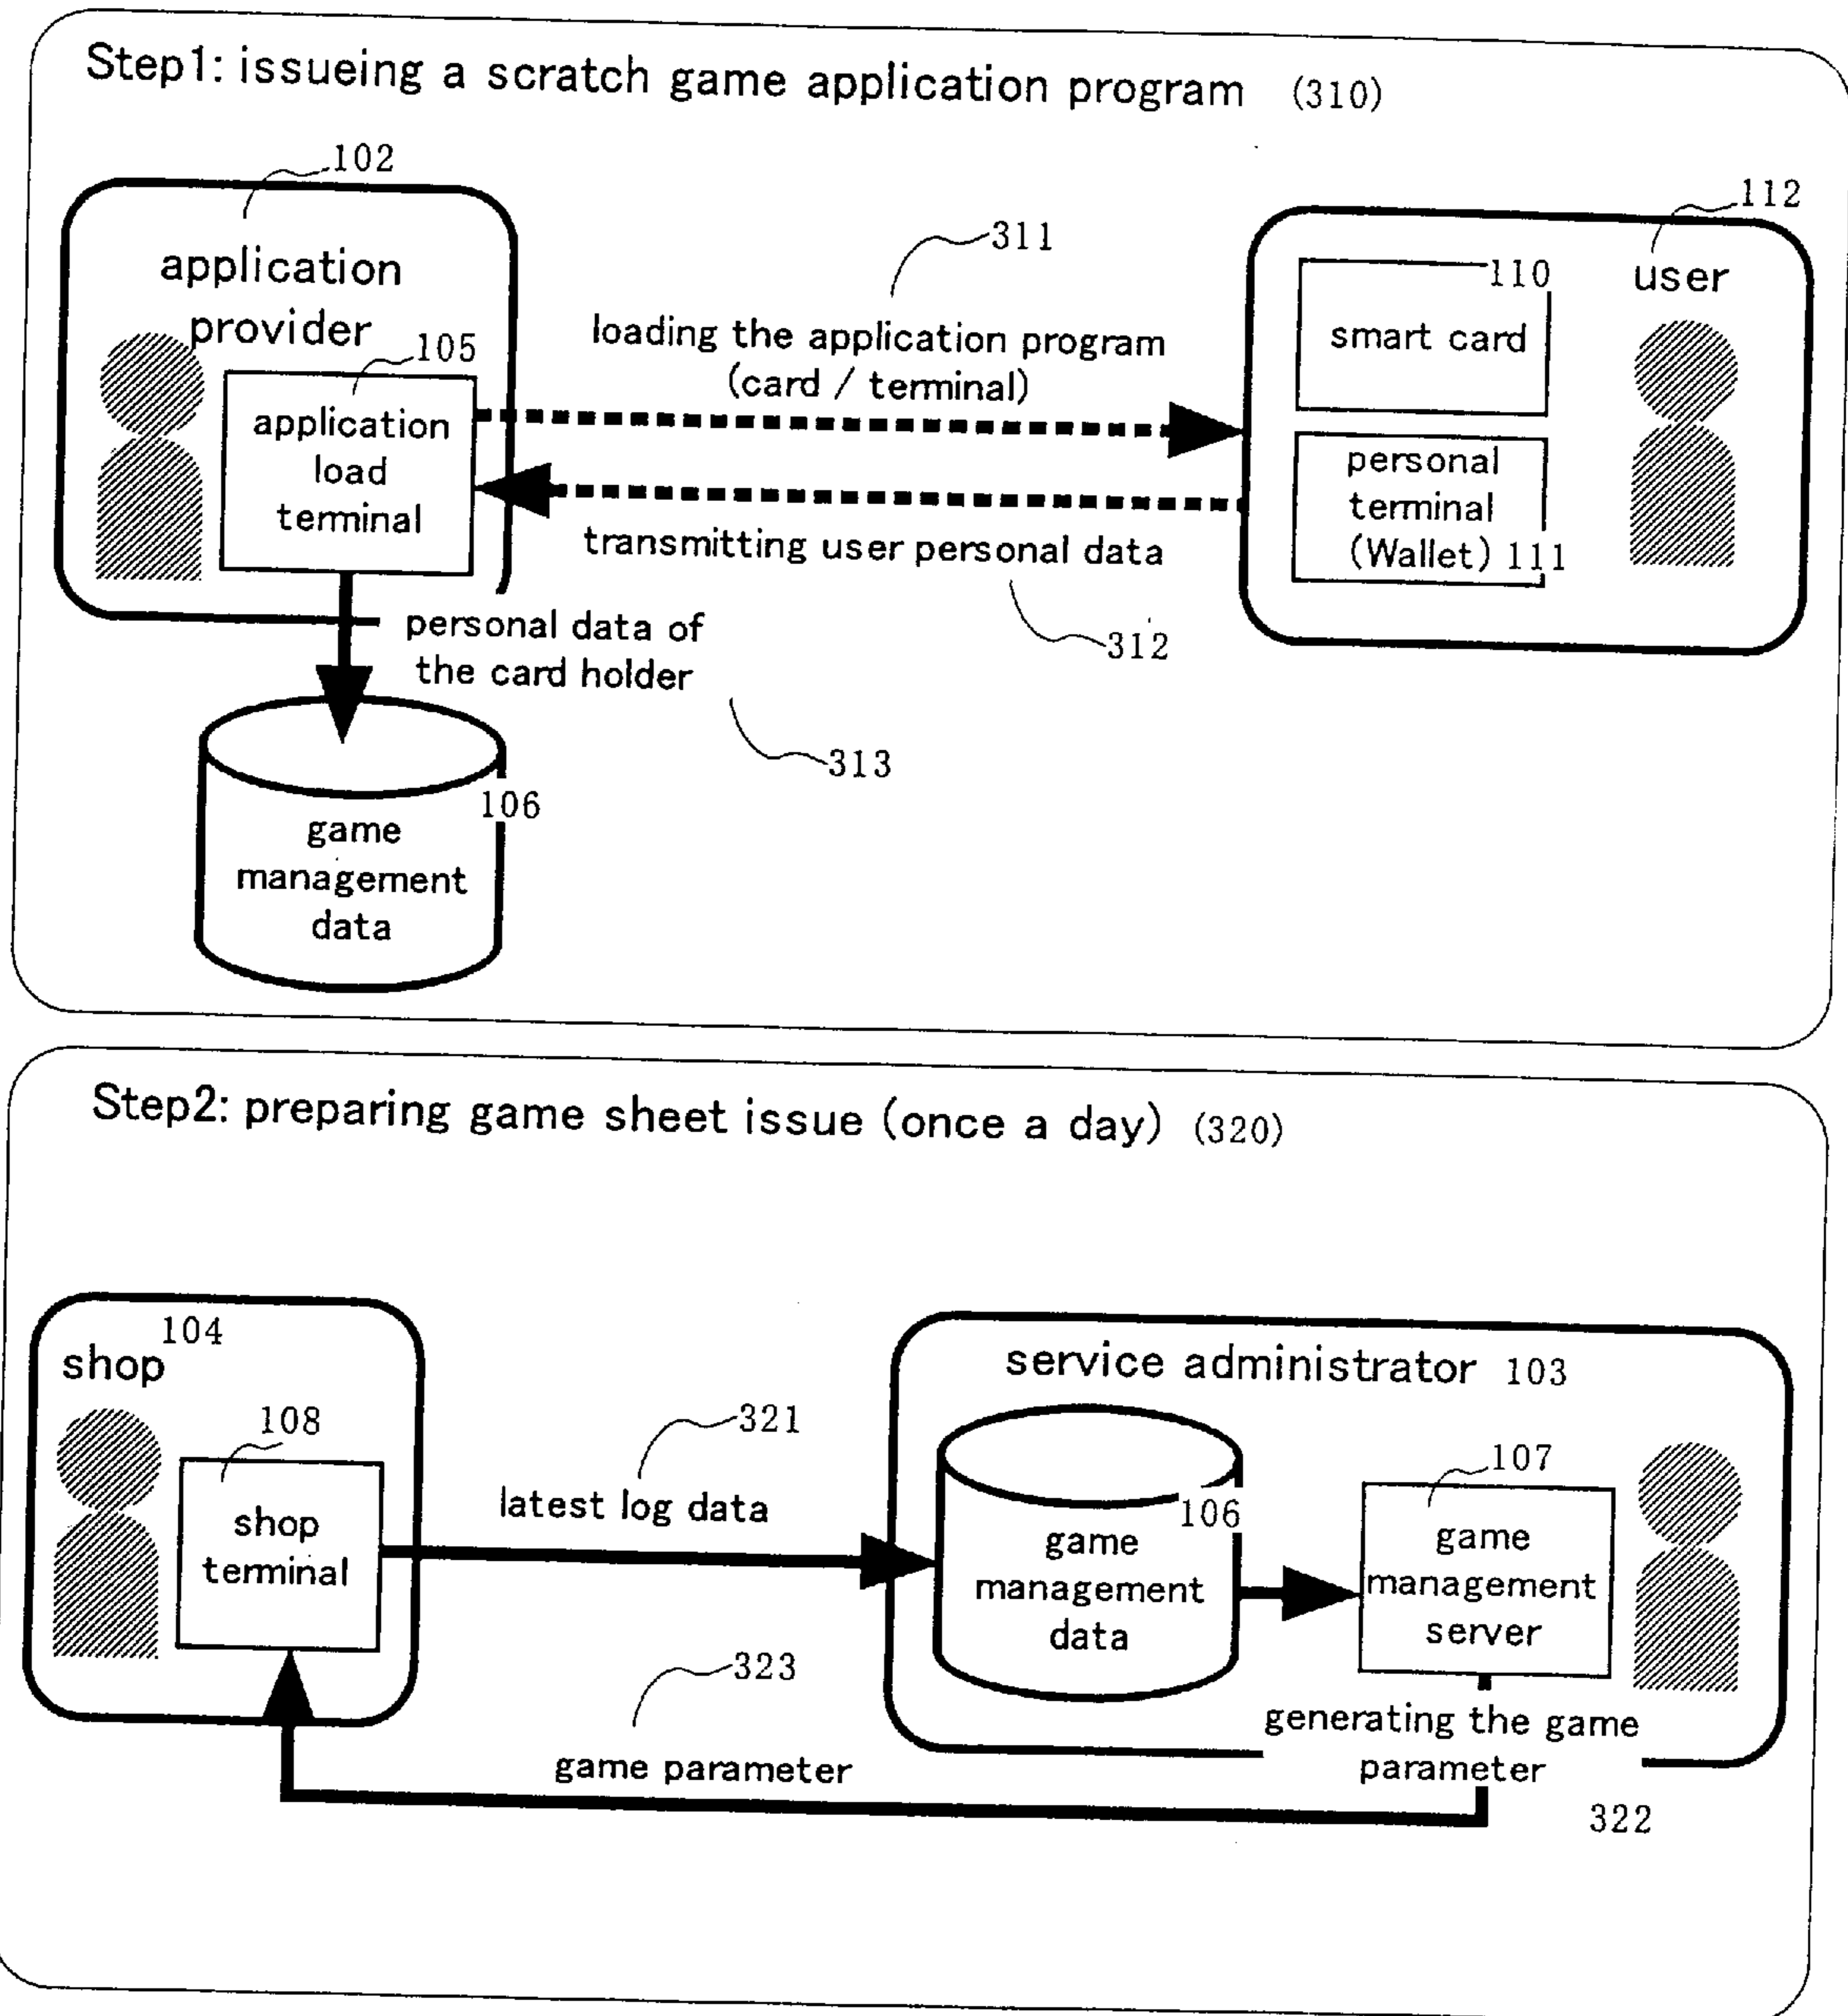 Step1: issueing a scratch game application program (310)
102
application
provider
105
application
load
terminal
311
loading the application program
(card / terminal)
transmitting user personal data
312
112
110
user
smart card
personal
terminal
(Wallet) 111
personal data of
the card holder
313
106
game
management
data
Step2: preparing game sheet issue (once a day) (320)
104
shop
108
shop
terminal
321
latest log data
323
game parameter
service administrator 103
106
game
management
data
107
game
management
server
generating the game
parameter
322